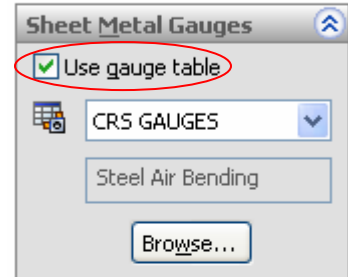 Sheet Metal Gauges
Use gauge table
CRS GAUGES
Steel Air Bending
Browse...